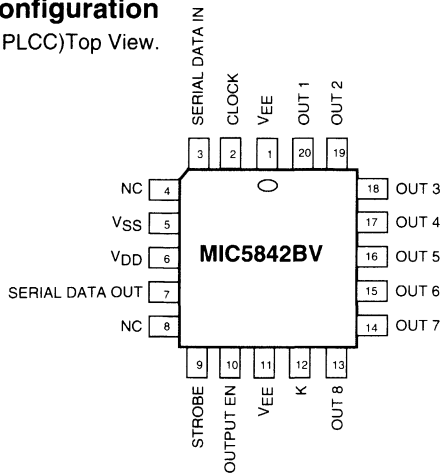 onfiguration
PLCC)Top View.
SERIAL DATA IN
CLOCK
VEE
OUT 1
OUT 2
3
2
1
20
19
NC 4
VSS 5
VDD 6
SERIAL DATA OUT 7
NC 8
MIC5842BV
18 OUT 3
17 OUT 4
16 OUT 5
15 OUT 6
14 OUT 7
9
10
11
12
13
STROBE
OUTPUT EN
VEE
K
OUT 8